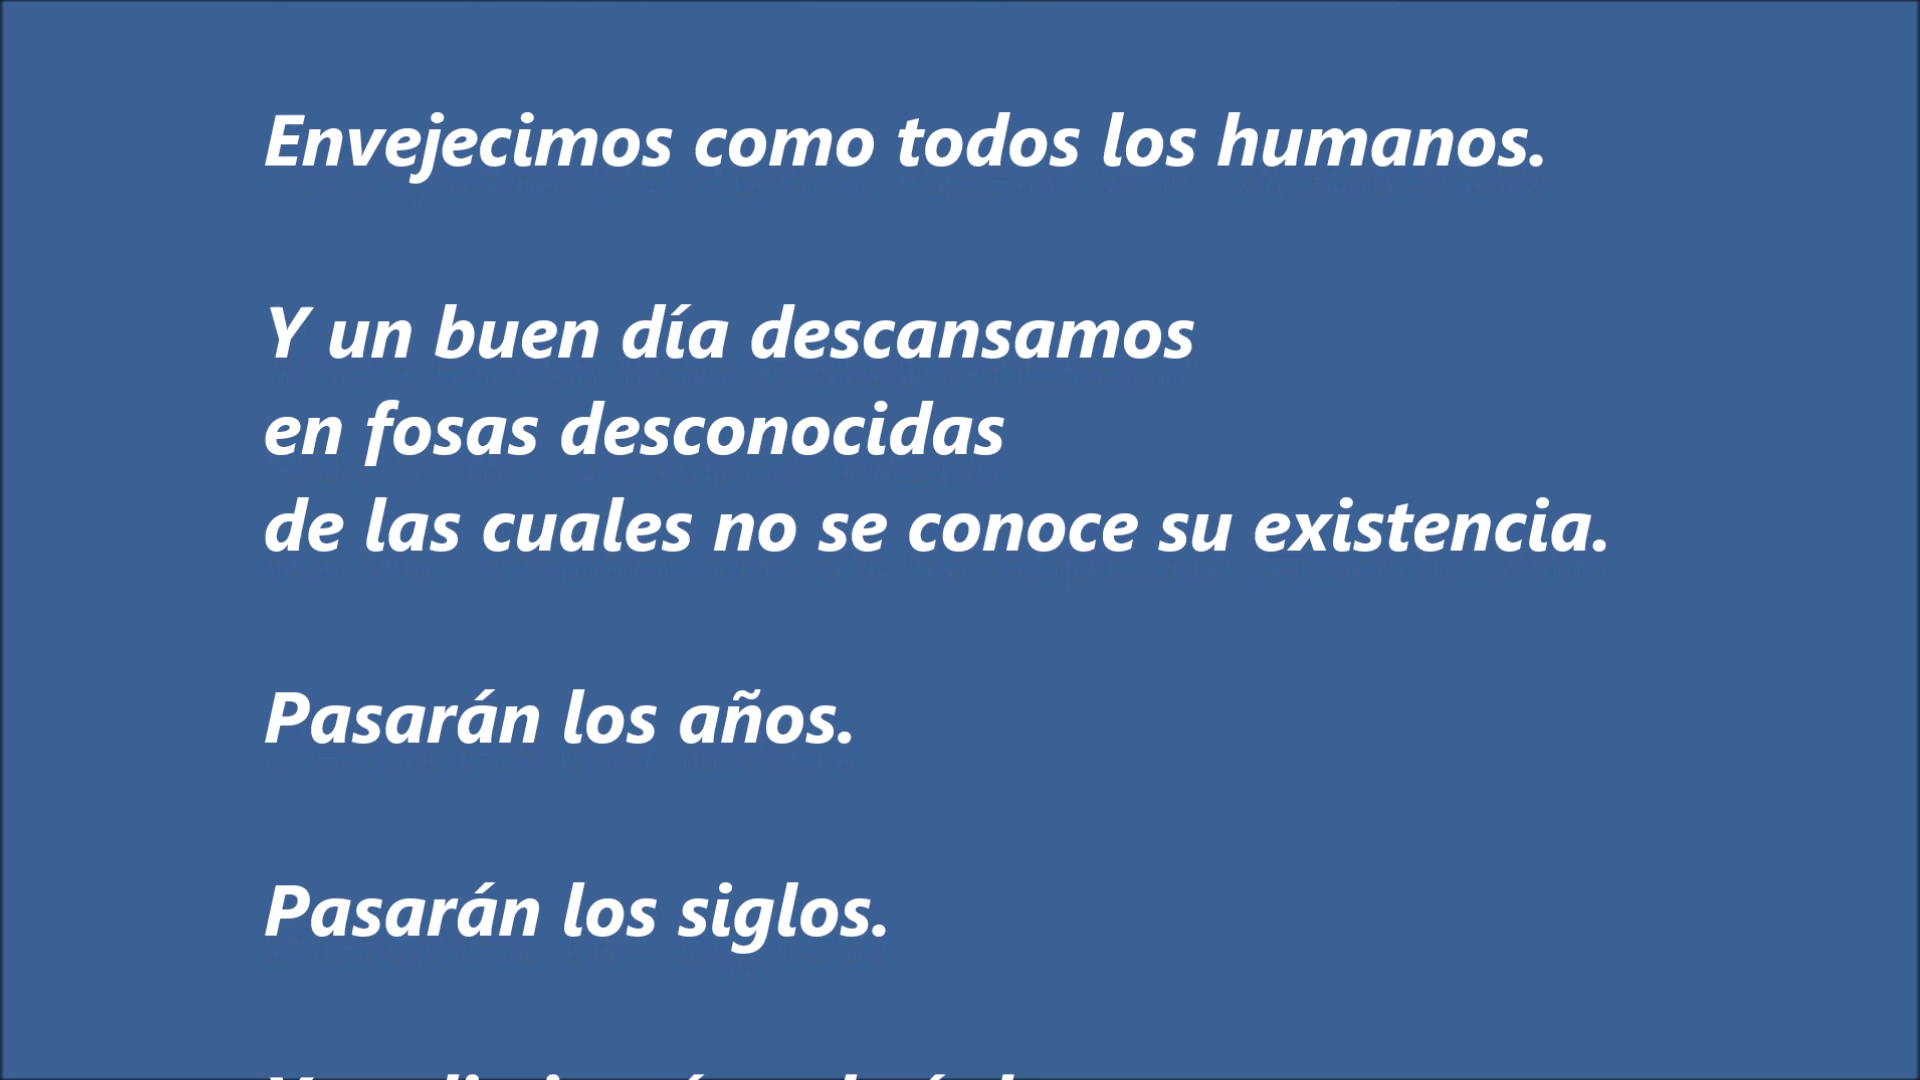 Envejecimos como todos los humanos.
Y un buen día descansamos
en fosas desconocidas
de las cuales no se conoce su existencia.
Pasarán los años.
Pasarán los siglos.